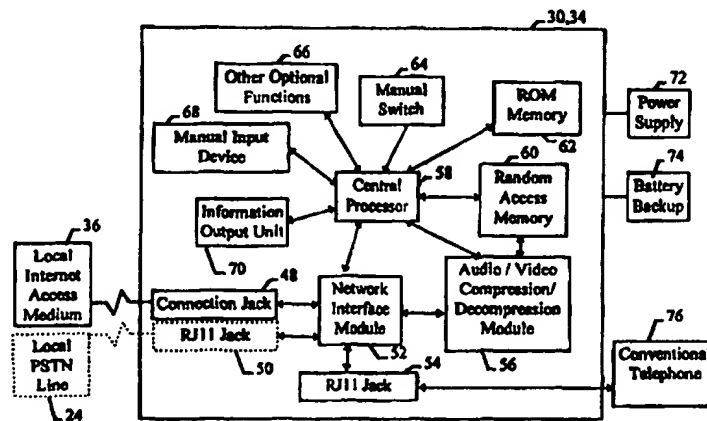 30,34
66
Other Optional
Functions
64
Manual
Switch
ROM
Memory
62
72
Power
Supply
68
Manual Input
Device
58
Central
Processor
60
Random
Access
Memory
74
Battery
Backup
Information
Output Unit
70
36
Local
Internet
Access
Medium
48
Connection Jack
Network
Interface
Module
52
Audio / Video
Compression/
Decompression
Module
56
RJ11 Jack
50
Local
PSTN
Line
24
54
RJ11 Jack
76
Conventional
Telephone